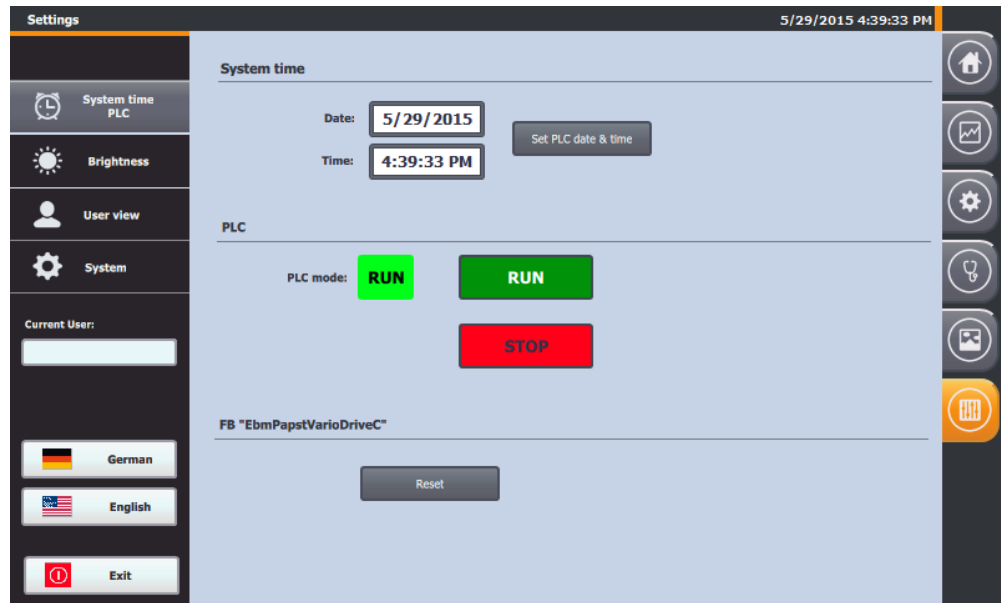 Settings
5/29/2015 4:39:33 PM
System time
PLC
Brightness
User view
System
Current User:
German
English
Exit
System time
Date:
5/29/2015
Time:
4:39:33 PM
Set PLC date & time
PLC
PLC mode:
RUN
RUN
STOP
FB "EbmPapstVarioDriveC"
Reset